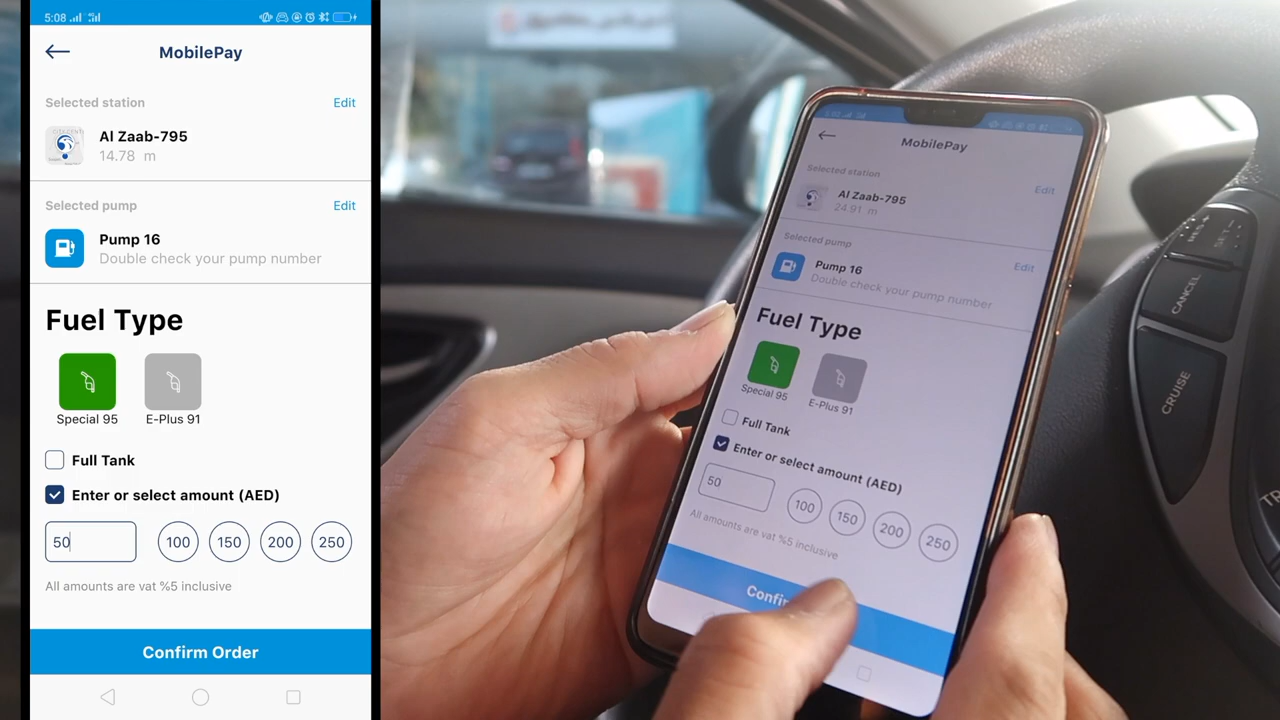 5:08
MobilePay
Selected station
Edit
Al Zaab-795
14.78 m
Selected pump
Edit
Pump 16
Double check your pump number
Fuel Type
Special 95
E-Plus 91
Full Tank
Enter or select amount (AED)
50
100
150
200
250
All amounts are vat %5 inclusive
Confirm Order
MobilePay
Selected station
Edit
Al Zaab-795
24.91 m
Selected pump
Edit
Pump 16
Double check your pump number
Fuel Type
Special 95
E-Plus 91
Full Tank
Enter or select amount (AED)
50
100
150
200
250
All amounts are vat %5 inclusive
CANCEL
CRUISE